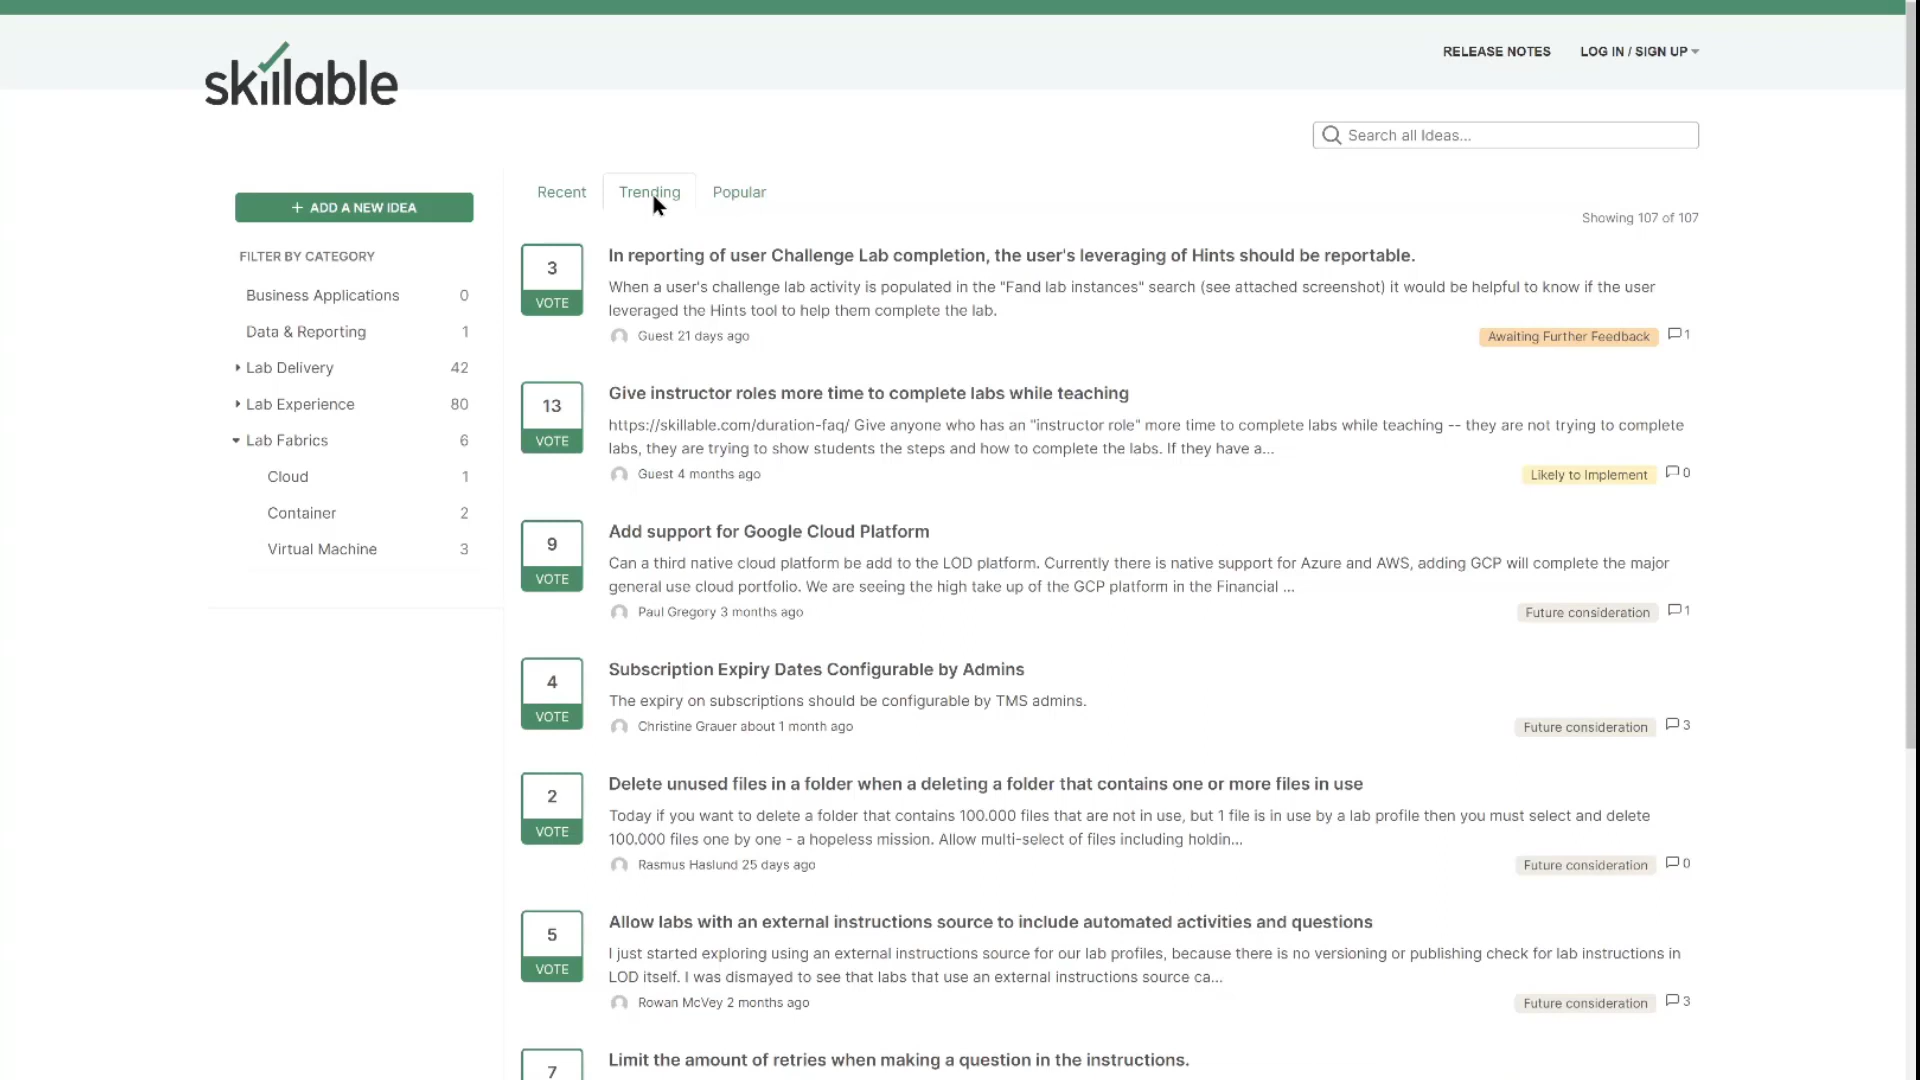 skillable
RELEASE NOTES
LOG IN / SIGN UP
Search all Ideas...
+ ADD A NEW IDEA
FILTER BY CATEGORY
Business Applications 0
Data & Reporting 1
Lab Delivery 42
Lab Experience 80
Lab Fabrics 6
Cloud 1
Container 2
Virtual Machine 3
Recent
Trending
Popular
Showing 107 of 107
3
VOTE
In reporting of user Challenge Lab completion, the user's leveraging of Hints should be reportable.
When a user's challenge lab activity is populated in the "Fand lab instances" search (see attached screenshot) it would be helpful to know if the user
leveraged the Hints tool to help them complete the lab.
Guest 21 days ago
Awaiting Further Feedback
1
13
VOTE
Give instructor roles more time to complete labs while teaching
https://skillable.com/duration-faq/ Give anyone who has an "instructor role" more time to complete labs while teaching -- they are not trying to complete
labs, they are trying to show students the steps and how to complete the labs. If they have a...
Guest 4 months ago
Likely to Implement
0
9
VOTE
Add support for Google Cloud Platform
Can a third native cloud platform be add to the LOD platform. Currently there is native support for Azure and AWS, adding GCP will complete the major
general use cloud portfolio. We are seeing the high take up of the GCP platform in the Financial ...
Paul Gregory 3 months ago
Future consideration
1
4
VOTE
Subscription Expiry Dates Configurable by Admins
The expiry on subscriptions should be configurable by TMS admins.
Christine Grauer about 1 month ago
Future consideration
3
2
VOTE
Delete unused files in a folder when a deleting a folder that contains one or more files in use
Today if you want to delete a folder that contains 100.000 files that are not in use, but 1 file is in use by a lab profile then you must select and delete
100.000 files one by one - a hopeless mission. Allow multi-select of files including holdin...
Rasmus Haslund 25 days ago
Future consideration
0
5
VOTE
Allow labs with an external instructions source to include automated activities and questions
I just started exploring using an external instructions source for our lab profiles, because there is no versioning or publishing check for lab instructions in
LOD itself. I was dismayed to see that labs that use an external instructions source ca...
Rowan McVey 2 months ago
Future consideration
3
7
Limit the amount of retries when making a question in the instructions.